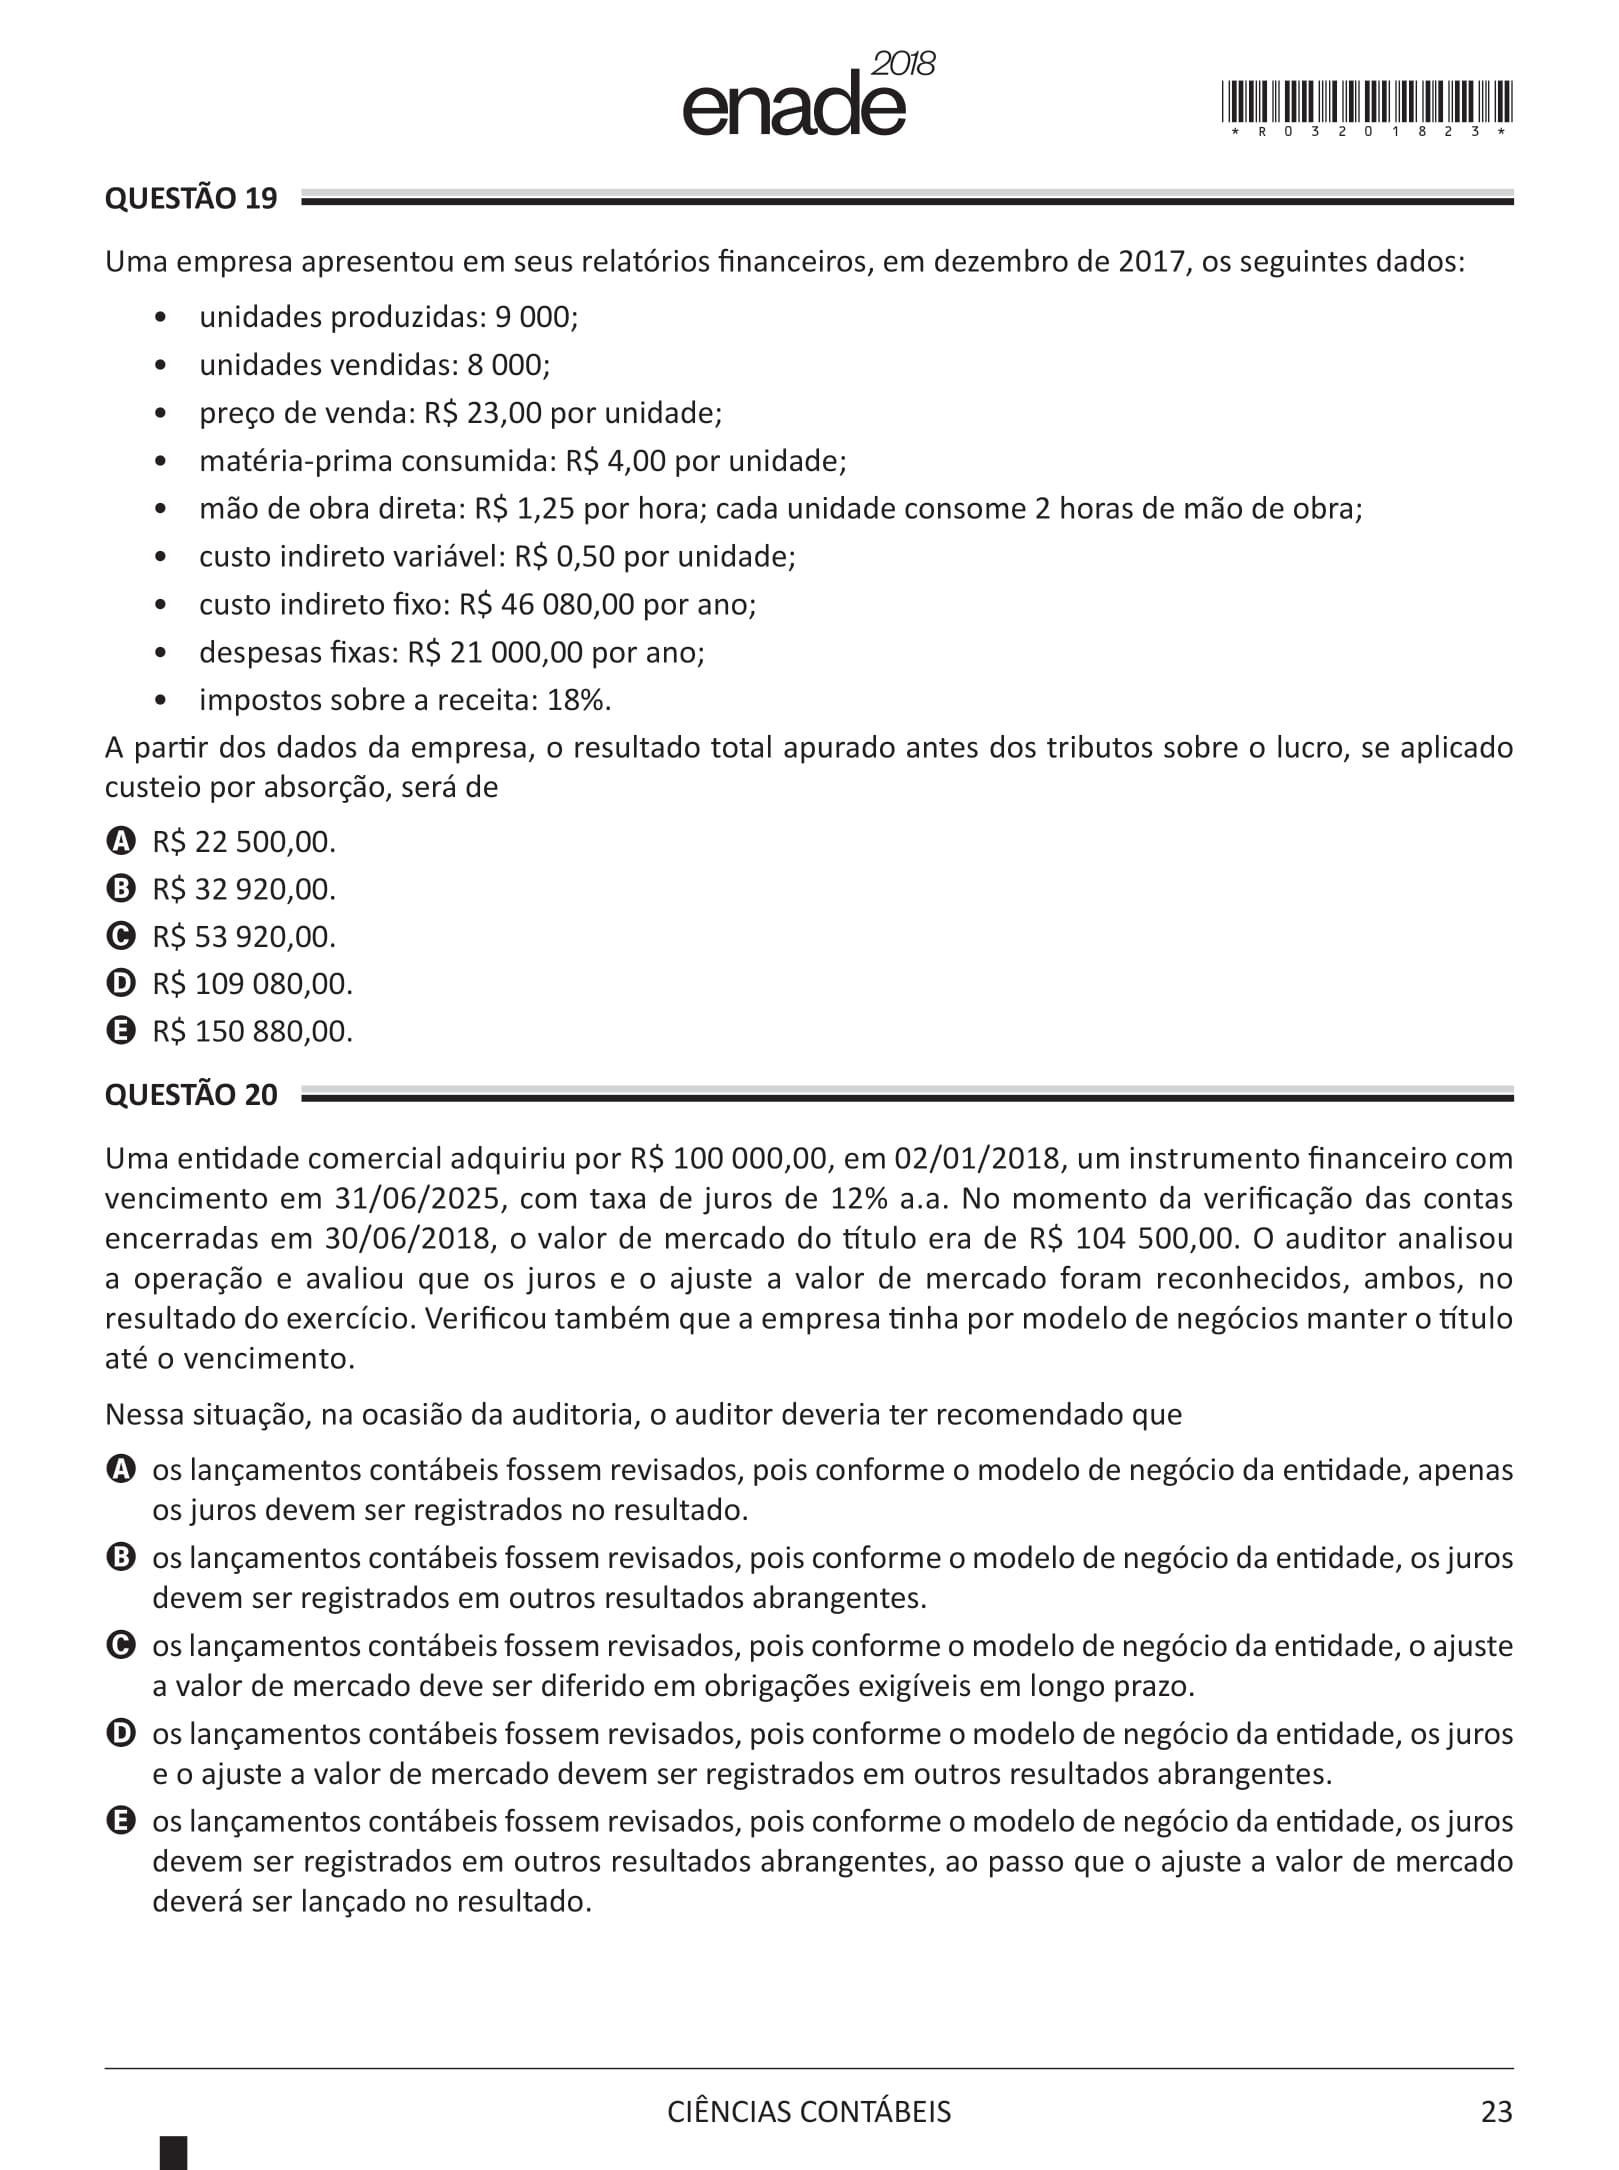 enade 2018
* R 0 3 2 0 1 8 2 3 *
QUESTÃO 19
Uma empresa apresentou em seus relatórios financeiros, em dezembro de 2017, os seguintes dados:
• unidades produzidas: 9 000;
• unidades vendidas: 8 000;
• preço de venda: R$ 23,00 por unidade;
• matéria-prima consumida: R$ 4,00 por unidade;
• mão de obra direta: R$ 1,25 por hora; cada unidade consome 2 horas de mão de obra;
• custo indireto variável: R$ 0,50 por unidade;
• custo indireto fixo: R$ 46 080,00 por ano;
• despesas fixas: R$ 21 000,00 por ano;
• impostos sobre a receita: 18%.
A partir dos dados da empresa, o resultado total apurado antes dos tributos sobre o lucro, se aplicado
custeio por absorção, será de
A R$ 22 500,00.
B R$ 32 920,00.
C R$ 53 920,00.
D R$ 109 080,00.
E R$ 150 880,00.
QUESTÃO 20
Uma entidade comercial adquiriu por R$ 100 000,00, em 02/01/2018, um instrumento financeiro com
vencimento em 31/06/2025, com taxa de juros de 12% a.a. No momento da verificação das contas
encerradas em 30/06/2018, o valor de mercado do título era de R$ 104 500,00. O auditor analisou
a operação e avaliou que os juros e o ajuste a valor de mercado foram reconhecidos, ambos, no
resultado do exercício. Verificou também que a empresa tinha por modelo de negócios manter o título
até o vencimento.
Nessa situação, na ocasião da auditoria, o auditor deveria ter recomendado que
A os lançamentos contábeis fossem revisados, pois conforme o modelo de negócio da entidade, apenas
os juros devem ser registrados no resultado.
B os lançamentos contábeis fossem revisados, pois conforme o modelo de negócio da entidade, os juros
devem ser registrados em outros resultados abrangentes.
C os lançamentos contábeis fossem revisados, pois conforme o modelo de negócio da entidade, o ajuste
a valor de mercado deve ser diferido em obrigações exigíveis em longo prazo.
D os lançamentos contábeis fossem revisados, pois conforme o modelo de negócio da entidade, os juros
e o ajuste a valor de mercado devem ser registrados em outros resultados abrangentes.
E os lançamentos contábeis fossem revisados, pois conforme o modelo de negócio da entidade, os juros
devem ser registrados em outros resultados abrangentes, ao passo que o ajuste a valor de mercado
deverá ser lançado no resultado.
CIÊNCIAS CONTÁBEIS
23